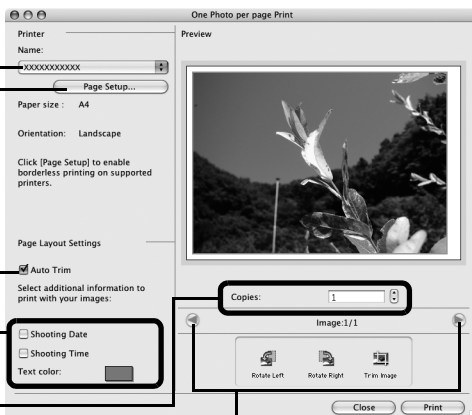 One Photo per page Print
Printer
Name:
XXXXXXXXXXX
Page Setup...
Paper size : A4
Orientation: Landscape
Click [Page Setup] to enable
borderless printing on supported
printers.
Page Layout Settings
Auto Trim
Select additional information to
print with your images:
Shooting Date
Shooting Time
Text color:
Preview
Copies: 1
Image:1/1
Rotate Left Rotate Right Trim Image
Close Print